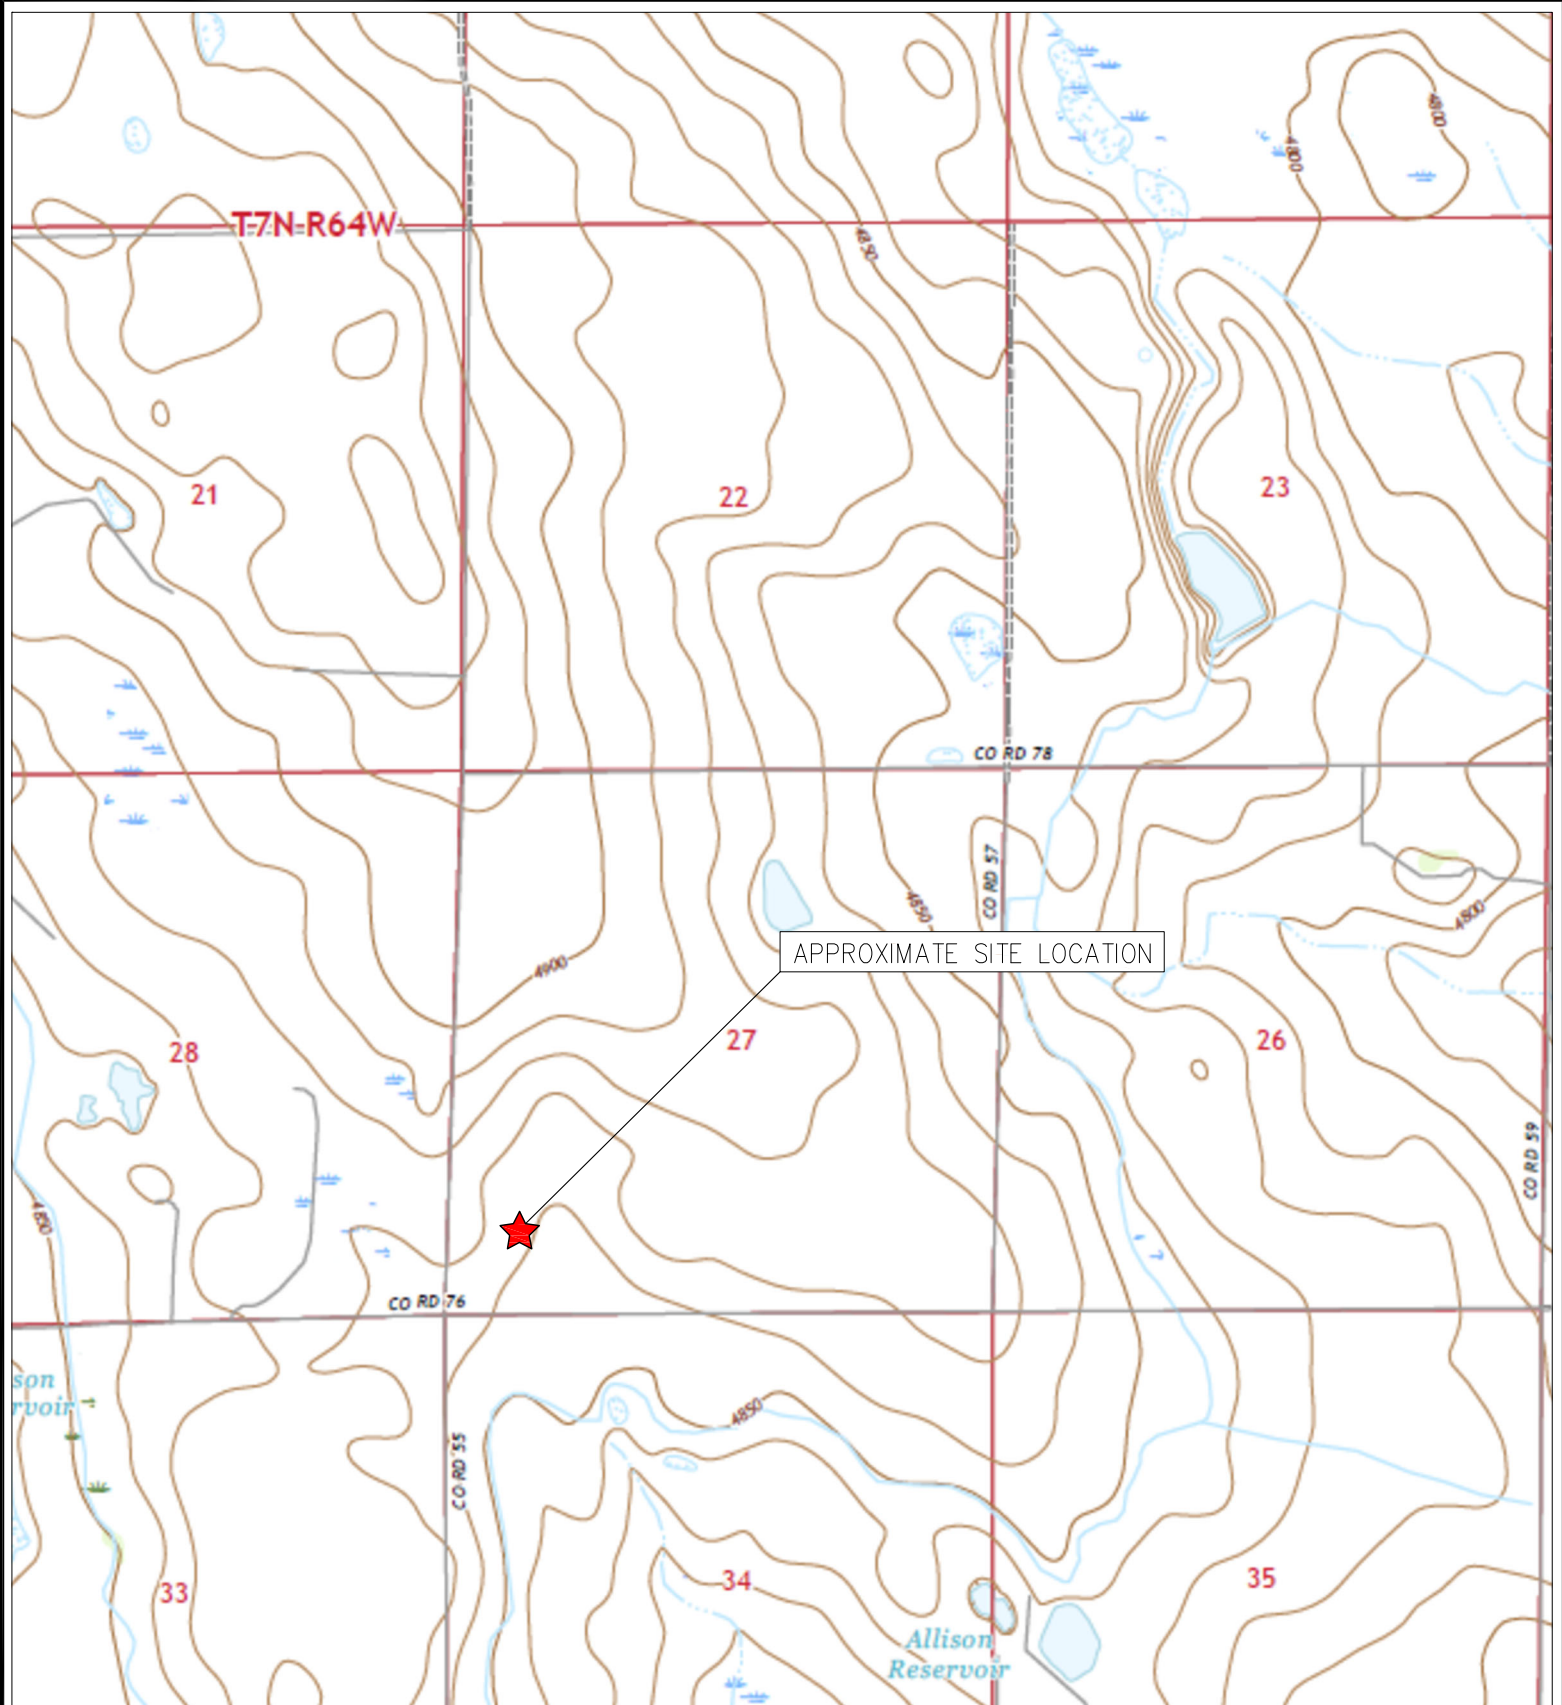 4800
4800
T7N R64W
4850
21
22
23
CO RD 78
CO RD 57
4850
4800
APPROXIMATE SITE LOCATION
4900
28
27
26
CO RD 59
4850
CO RD 76
son
rvoir
4850
CO RD 55
33
34
35
Allison
Reservoir